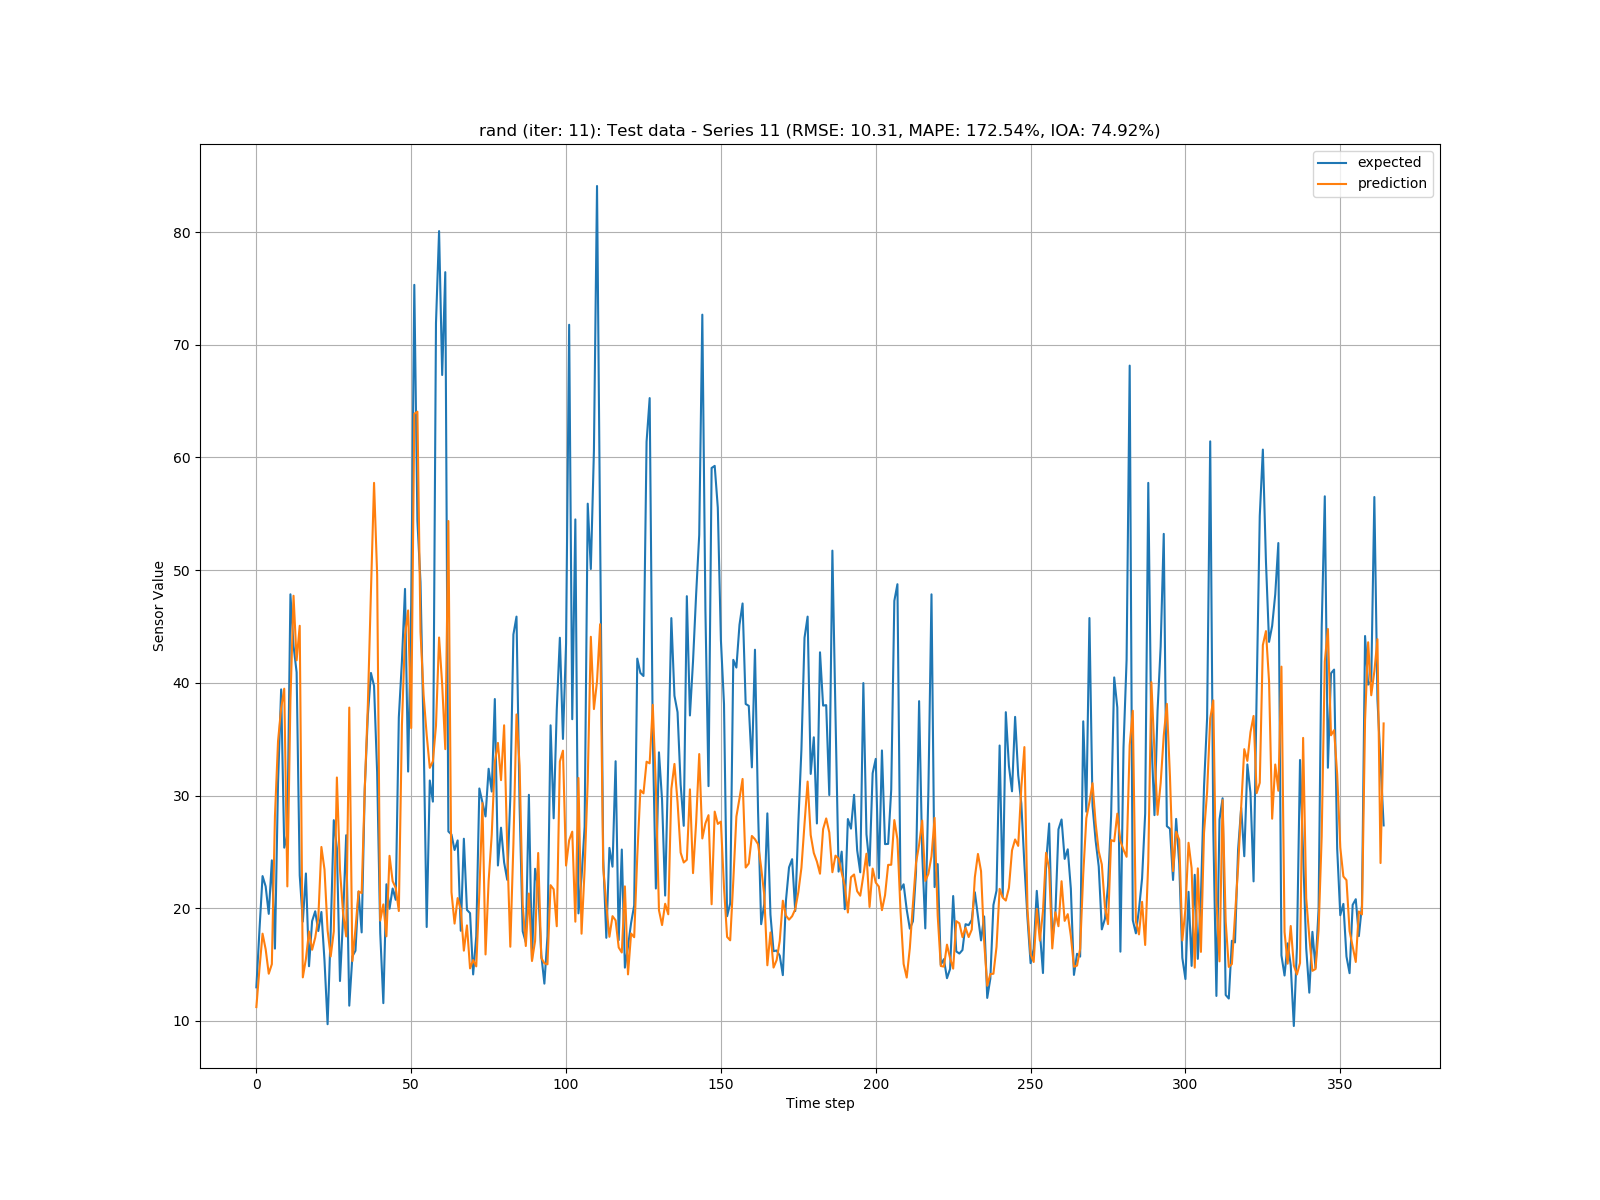 rand (iter: 11): Test data - Series 11 (RMSE: 10.31, MAPE: 172.54%, IOA: 74.92%)
expected
prediction
80
70
60
50
40
30
20
10
Sensor Value
0 50 100 150 200 250 300 350
Time step